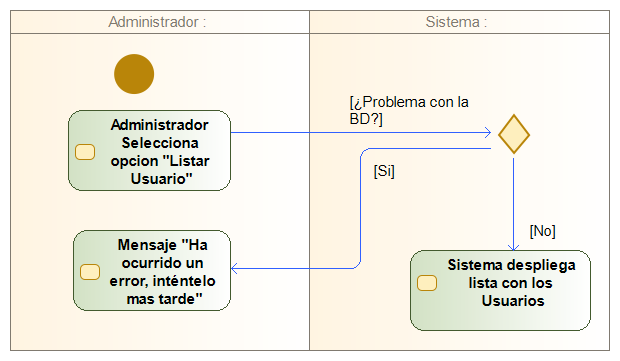 Administrador :
Sistema :
[¿Problema con la
BD?]
Administrador
Selecciona
opcion "Listar
Usuario"
[Si]
[No]
Mensaje "Ha
ocurrido un
error, inténtelo
mas tarde"
Sistema despliega
lista con los
Usuarios